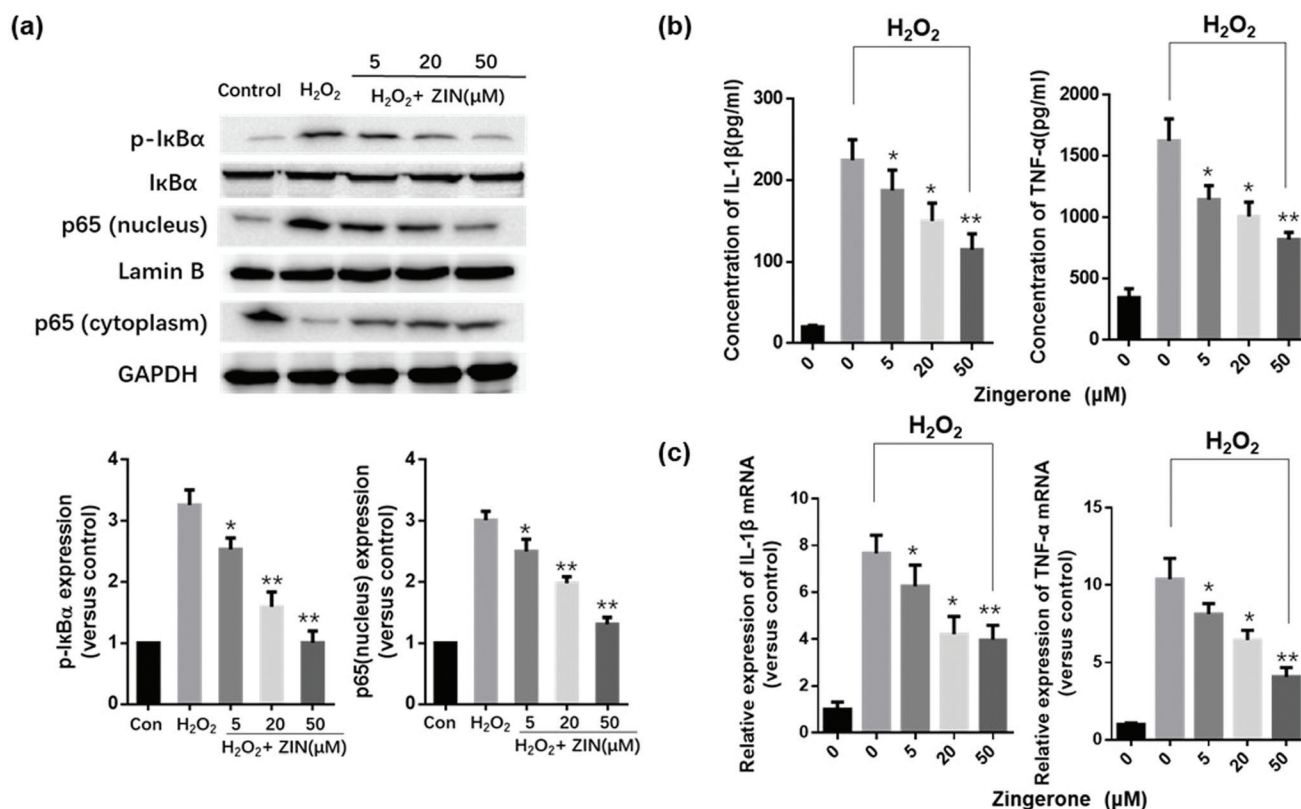 (a)
5 20 50
Control H₂O₂ H₂O₂+ ZIN(μM)
p-IκBα
IκBα
p65 (nucleus)
Lamin B
p65 (cytoplasm)
GAPDH
p-IκBα expression
(versus control)
4
3
2
1
0
*
**
**
Con H₂O₂ 5 20 50
H₂O₂+ ZIN(μM)
p65(nucleus) expression
(versus control)
4
3
2
1
0
*
**
**
Con H₂O₂ 5 20 50
H₂O₂+ ZIN(μM)
(b)
H₂O₂
Concentration of IL-1β(pg/ml)
300
200
100
0
*
*
**
0 0 5 20 50
H₂O₂
Concentration of TNF-α(pg/ml)
2000
1500
1000
500
0
*
*
**
0 0 5 20 50
Zingerone (μM)
(c)
H₂O₂
Relative expression of IL-1β mRNA
(versus control)
10
8
6
4
2
0
*
*
**
0 0 5 20 50
H₂O₂
Relative expression of TNF-α mRNA
(versus control)
15
10
5
0
*
*
**
0 0 5 20 50
Zingerone (μM)